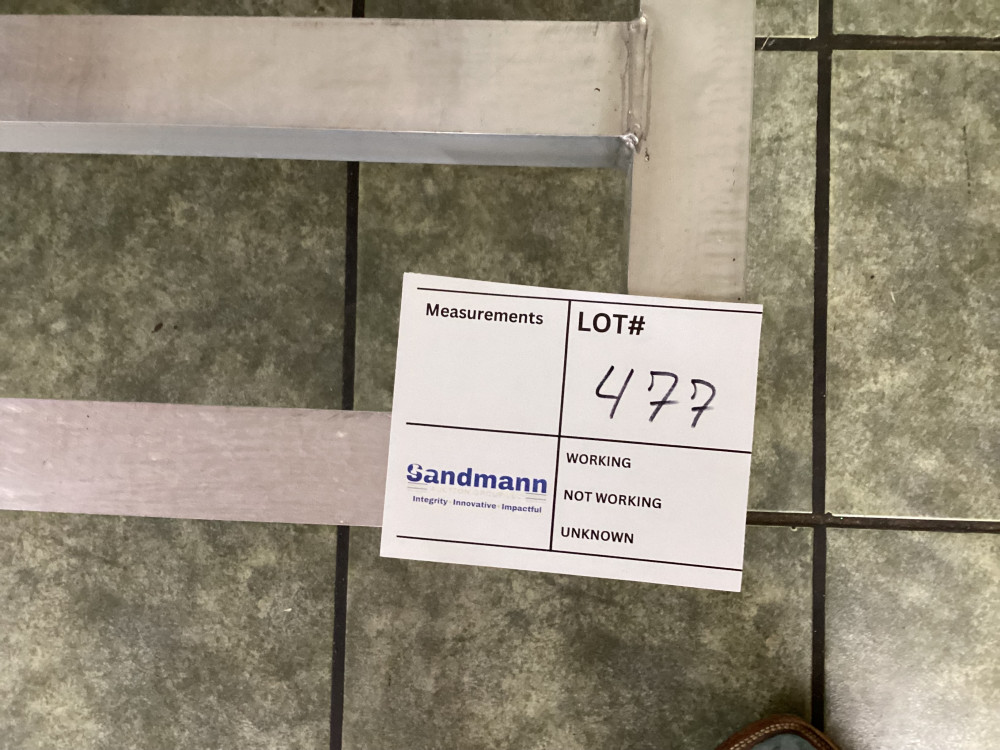 Measurements
LOT#
477
Sandmann
Integrity · Innovative · Impactful
WORKING
NOT WORKING
UNKNOWN